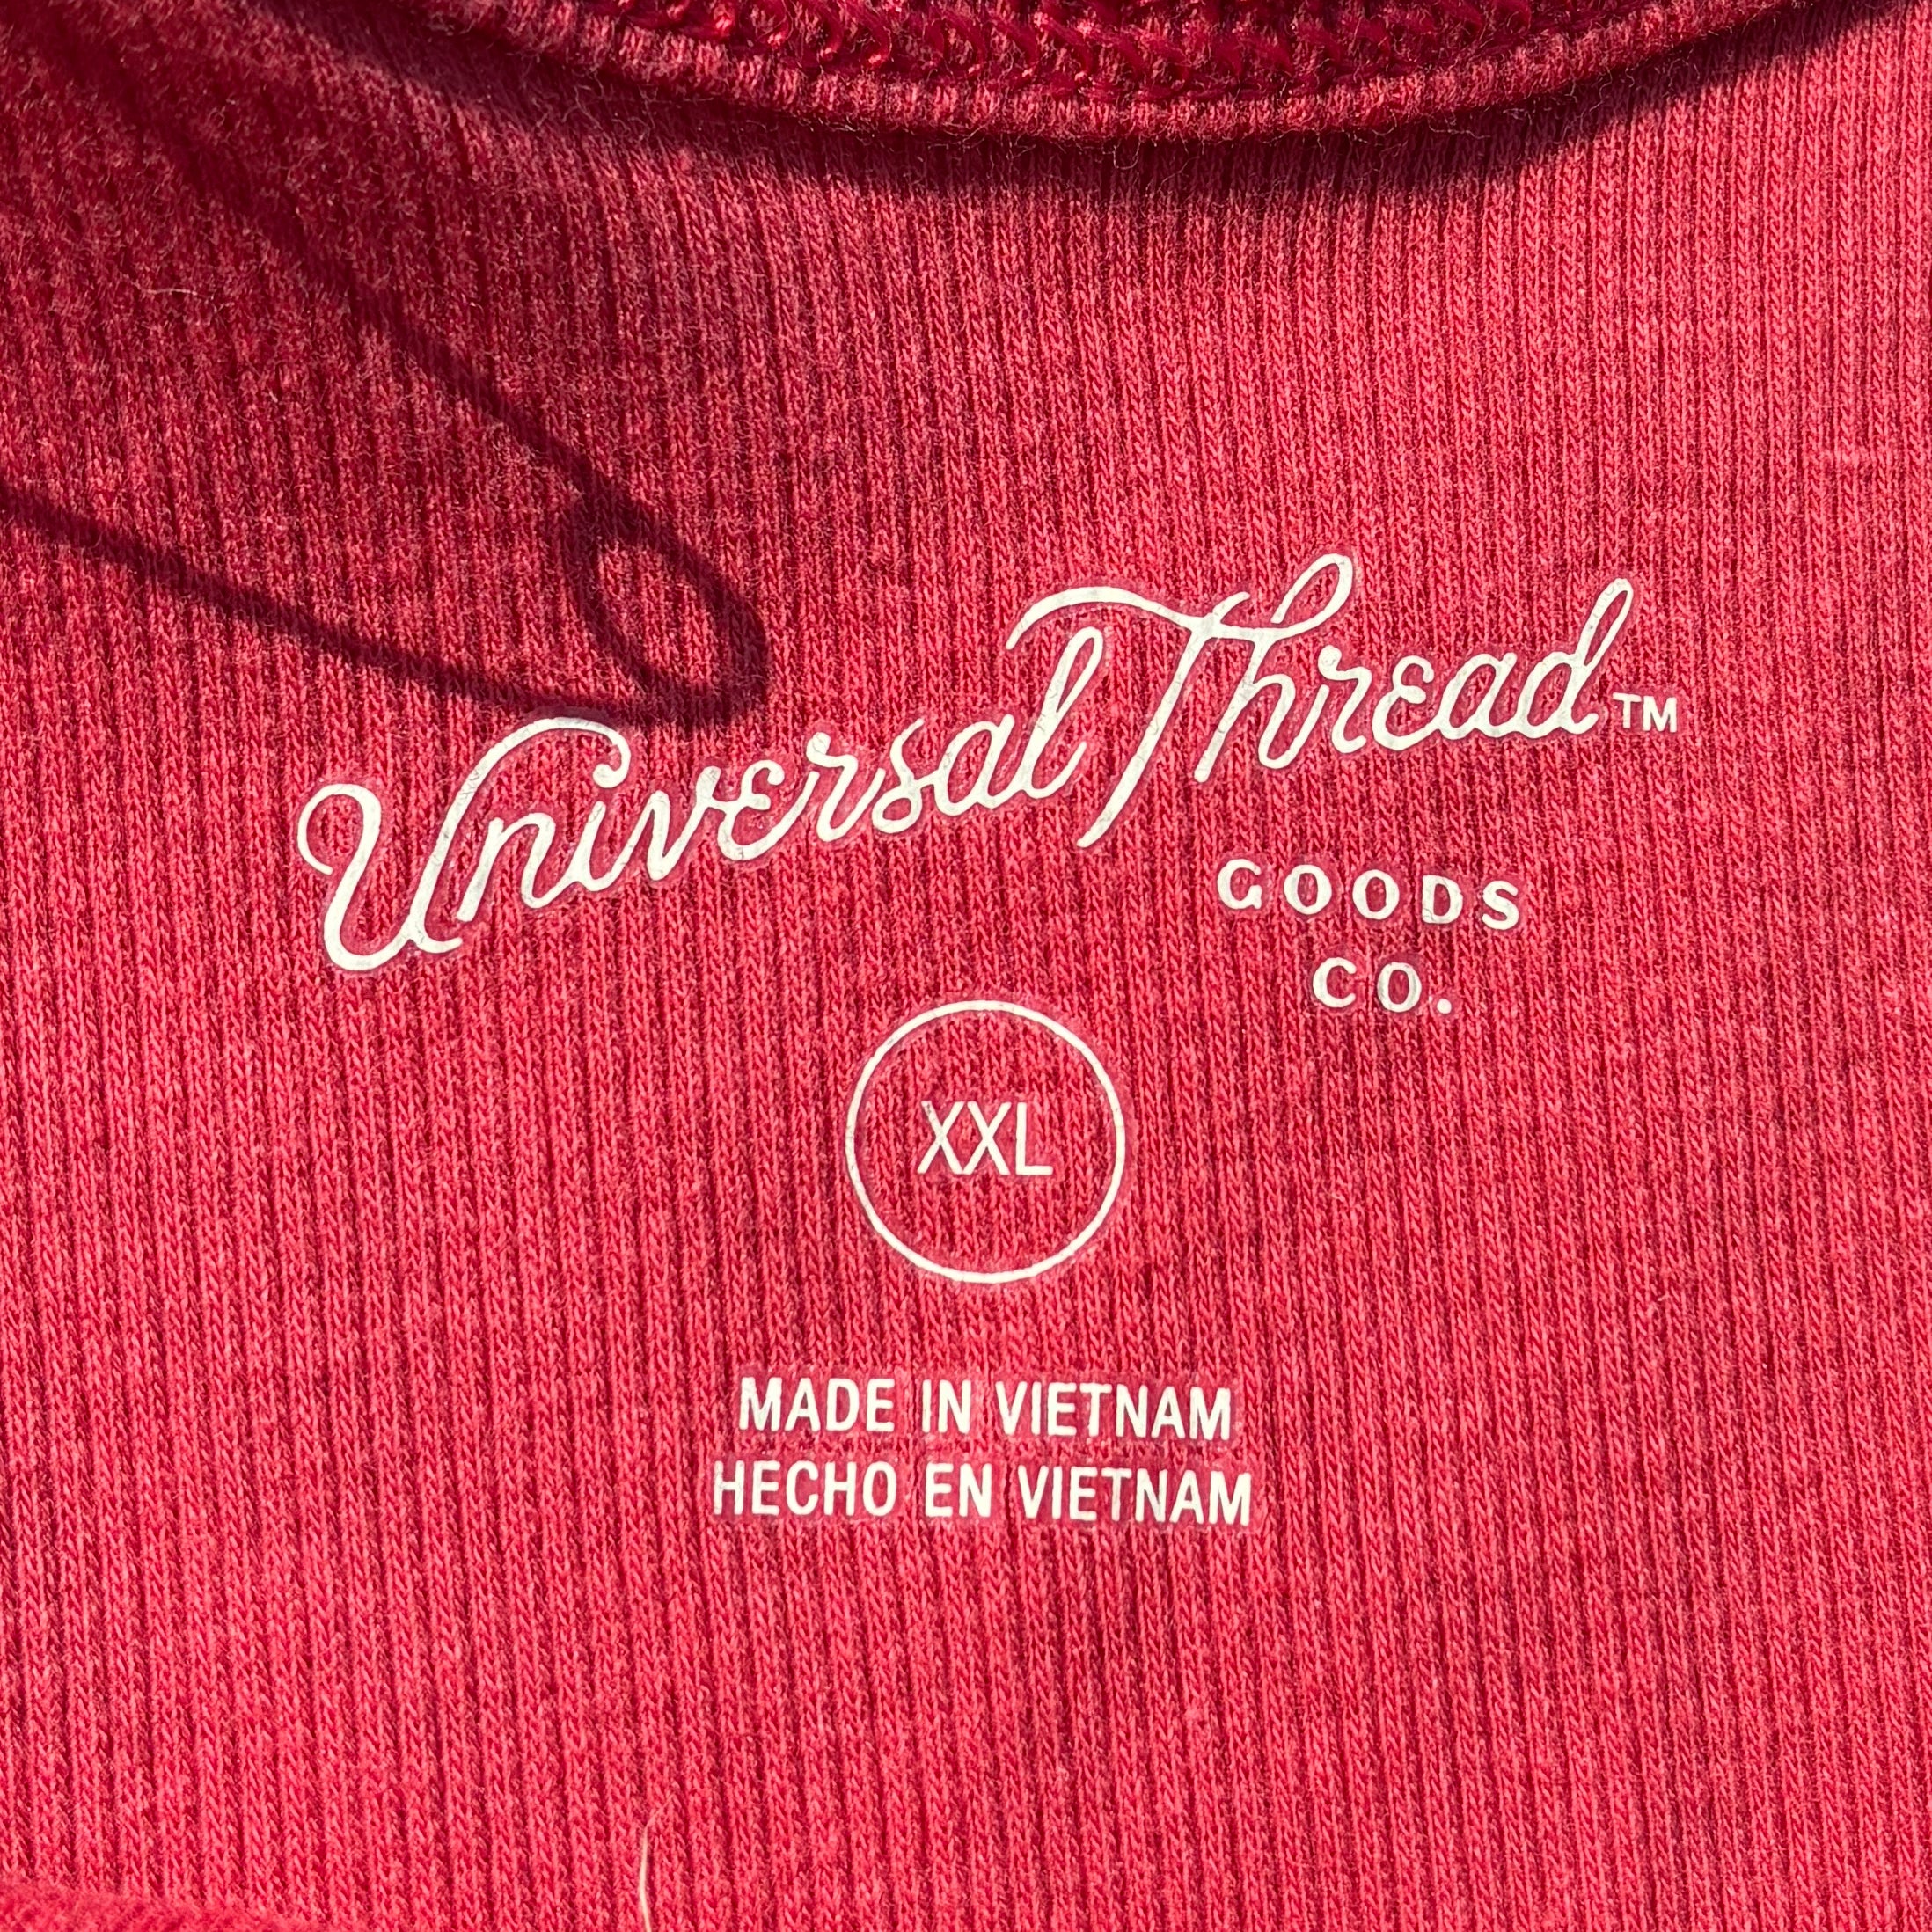 Universal Thread™
GOODS
CO.
XXL
MADE IN VIETNAM
HECHO EN VIETNAM